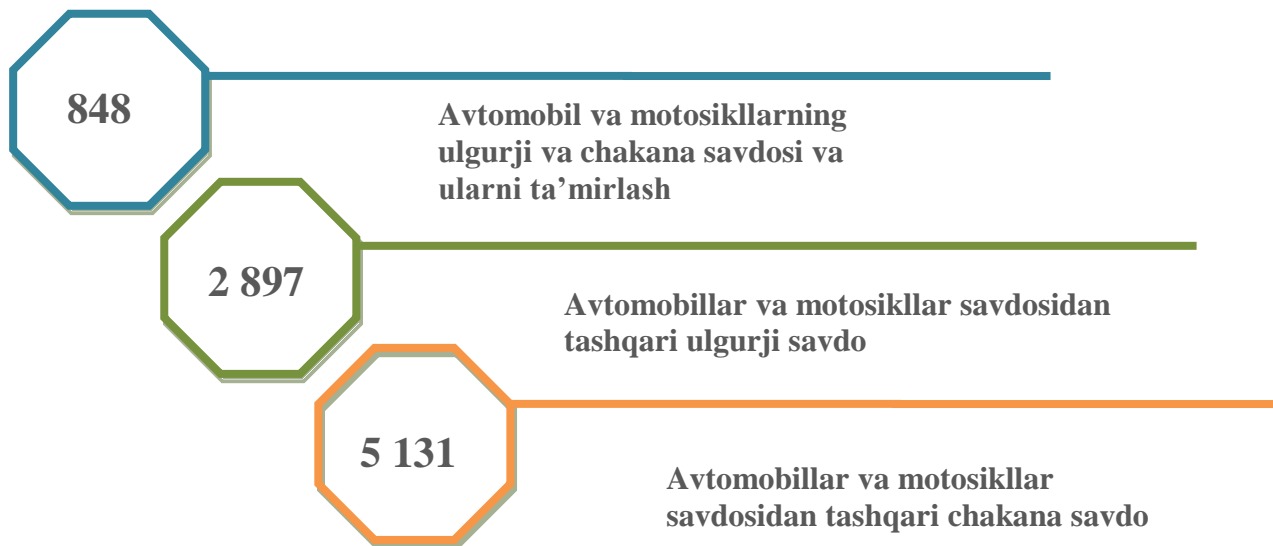 848
Avtomobil va motosikllarning
ulgurji va chakana savdosi va
ularni ta’mirlash
2 897
Avtomobillar va motosikllar savdosidan
tashqari ulgurji savdo
5 131
Avtomobillar va motosikllar
savdosidan tashqari chakana savdo